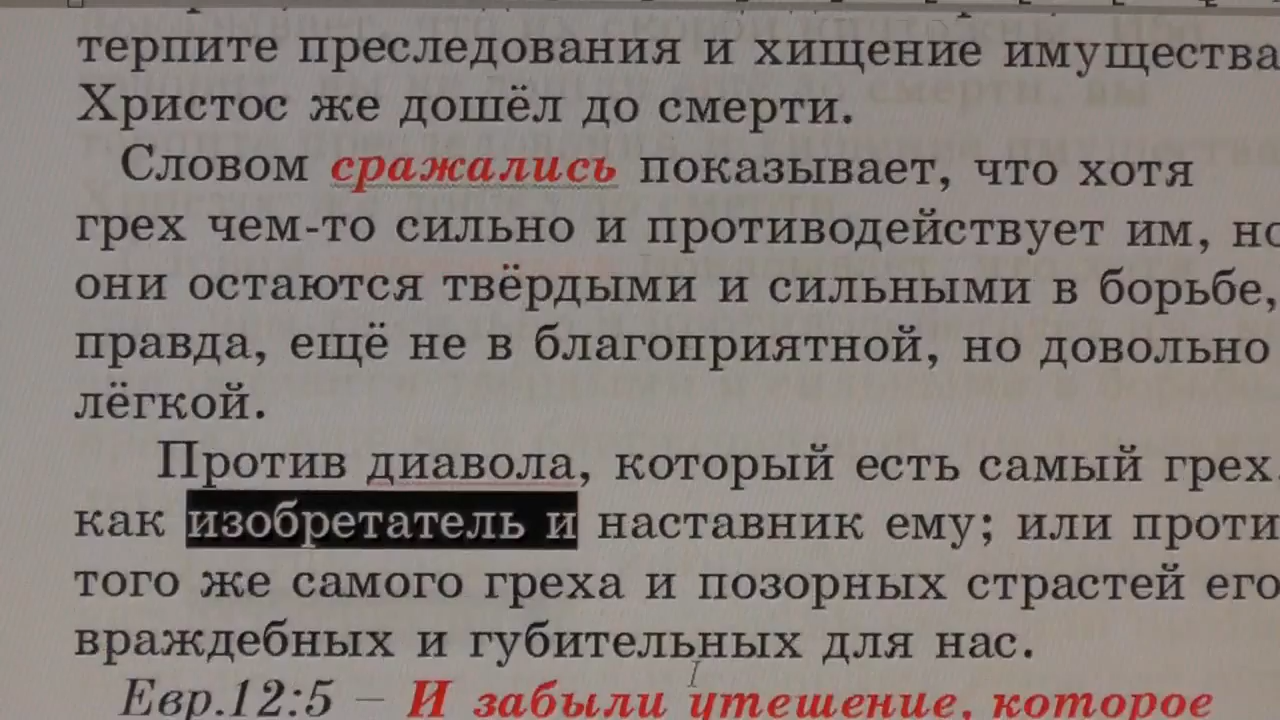 терпите преследования и хищение имущества
Христос же дошёл до смерти.
Словом сражались показывает, что хотя
грех чем-то сильно и противодействует им, но
они остаются твёрдыми и сильными в борьбе,
правда, ещё не в благоприятной, но довольно
лёгкой.
Против диавола, который есть самый грех,
как изобретатель и наставник ему; или проти
того же самого греха и позорных страстей его
враждебных и губительных для нас.
Евр.12:5 – И забыли утешение, которое